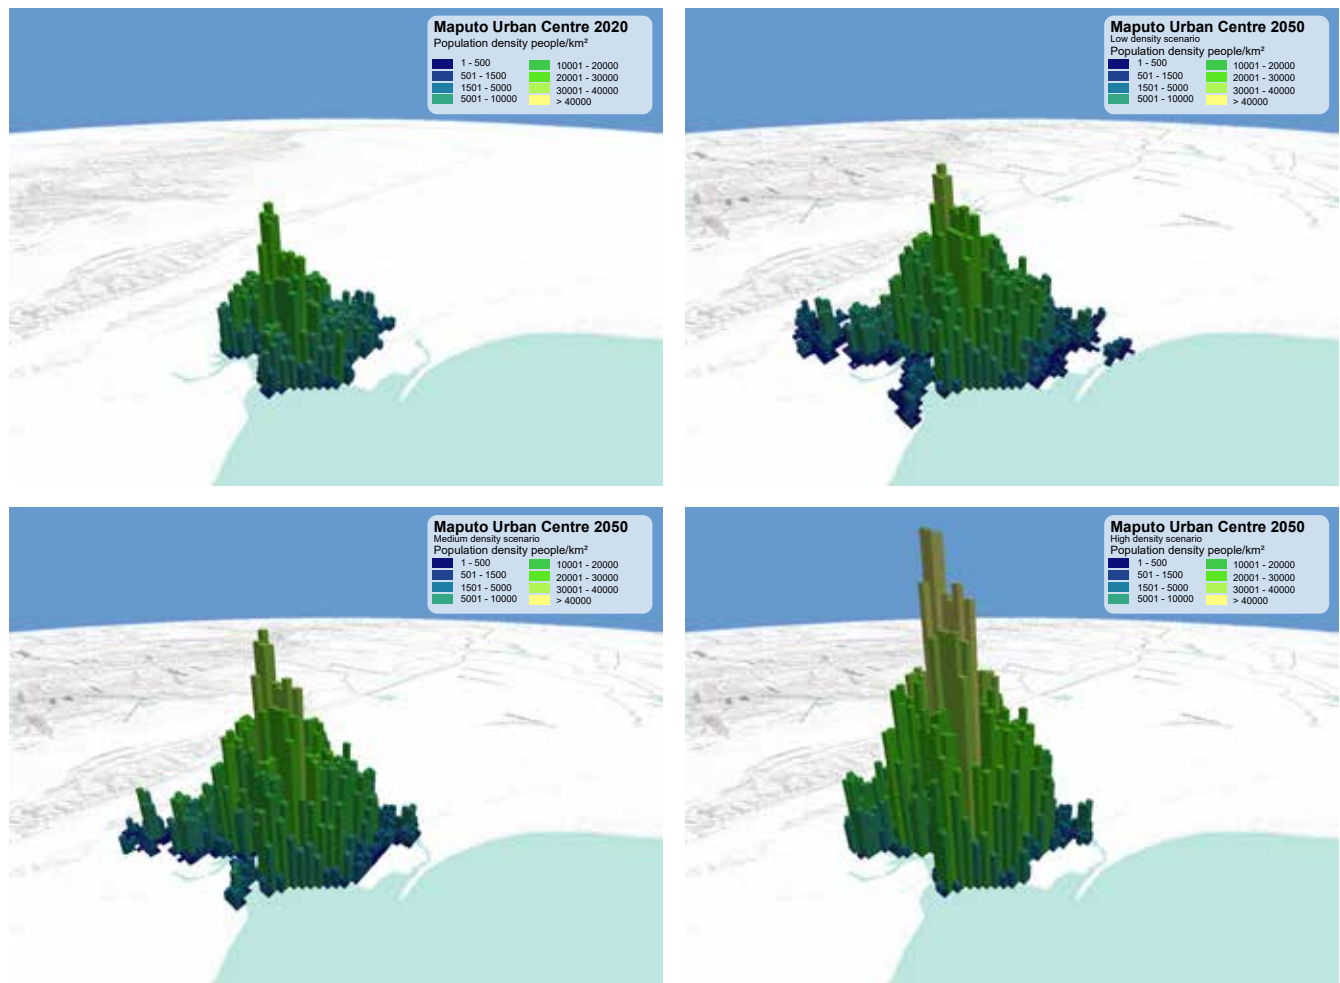 Maputo Urban Centre 2020
Population density people/km²
1 - 500
501 - 1500
1501 - 5000
5001 - 10000
10001 - 20000
20001 - 30000
30001 - 40000
> 40000
Maputo Urban Centre 2050
Low density scenario
Population density people/km²
1 - 500
501 - 1500
1501 - 5000
5001 - 10000
10001 - 20000
20001 - 30000
30001 - 40000
> 40000
Maputo Urban Centre 2050
Medium density scenario
Population density people/km²
1 - 500
501 - 1500
1501 - 5000
5001 - 10000
10001 - 20000
20001 - 30000
30001 - 40000
> 40000
Maputo Urban Centre 2050
High density scenario
Population density people/km²
1 - 500
501 - 1500
1501 - 5000
5001 - 10000
10001 - 20000
20001 - 30000
30001 - 40000
> 40000